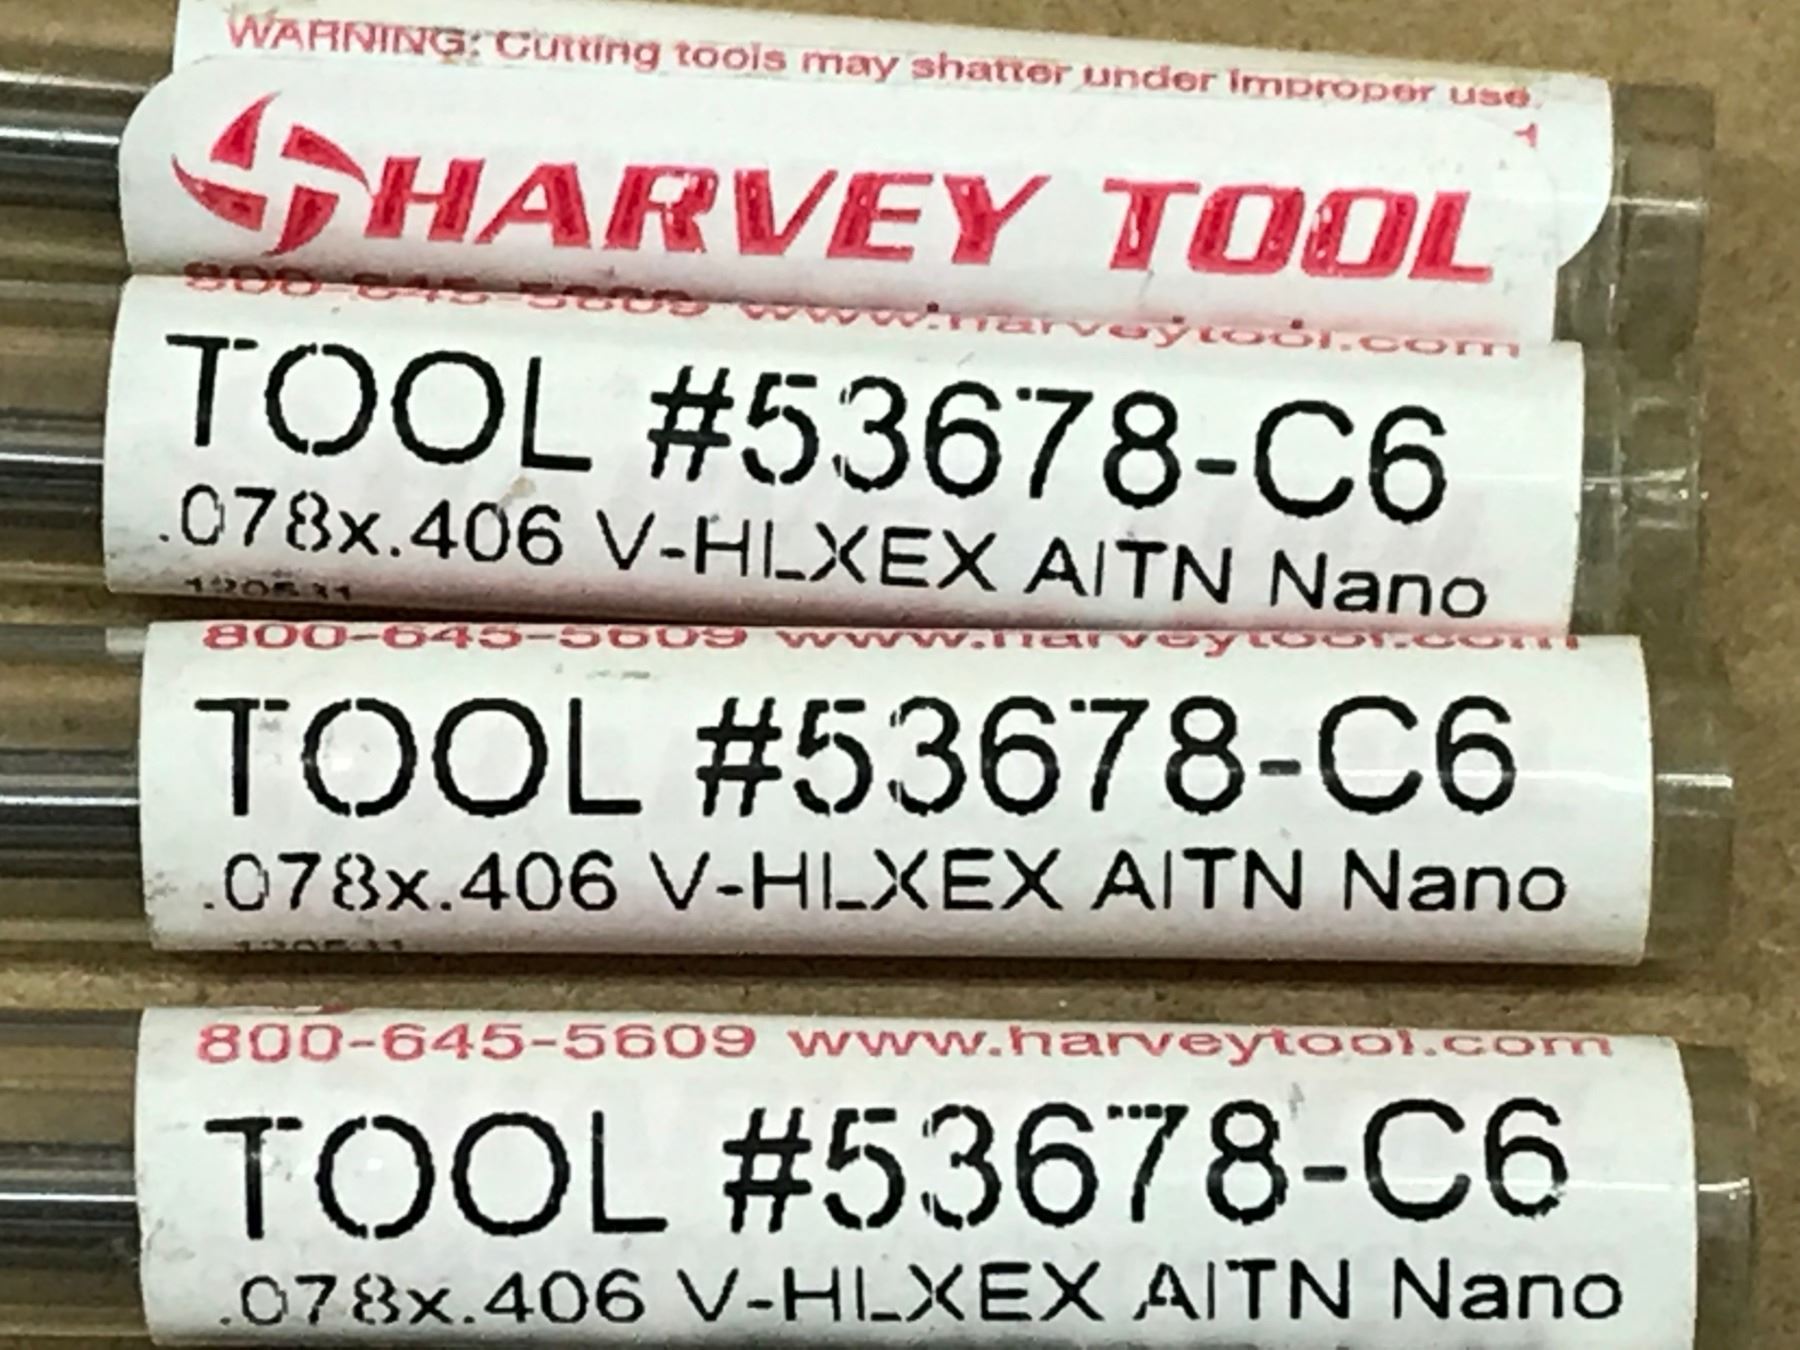 WARNING: Cutting tools may shatter under improper use.
HARVEY TOOL
800-645-5609 www.harveytool.com
TOOL #53678-C6
.078x.406 V-HLXEX AlTN Nano
120531
800-645-5609 www.harveytool.com
TOOL #53678-C6
.078x.406 V-HLXEX AlTN Nano
120531
800-645-5609 www.harveytool.com
TOOL #53678-C6
.078x.406 V-HLXEX AlTN Nano